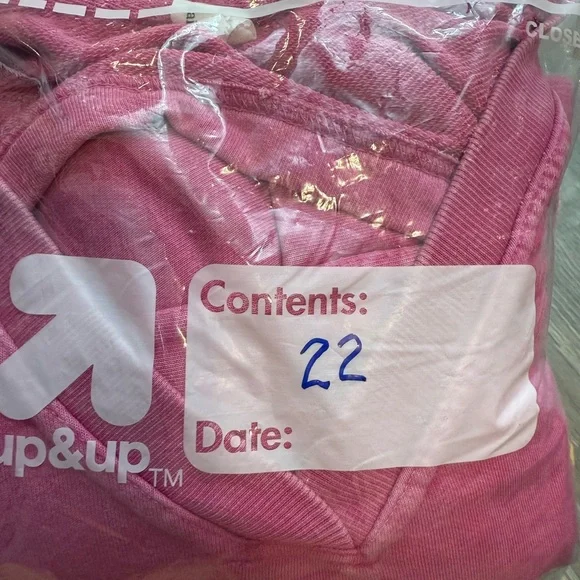 CLOSE
Contents:
22
Date:
up&up™